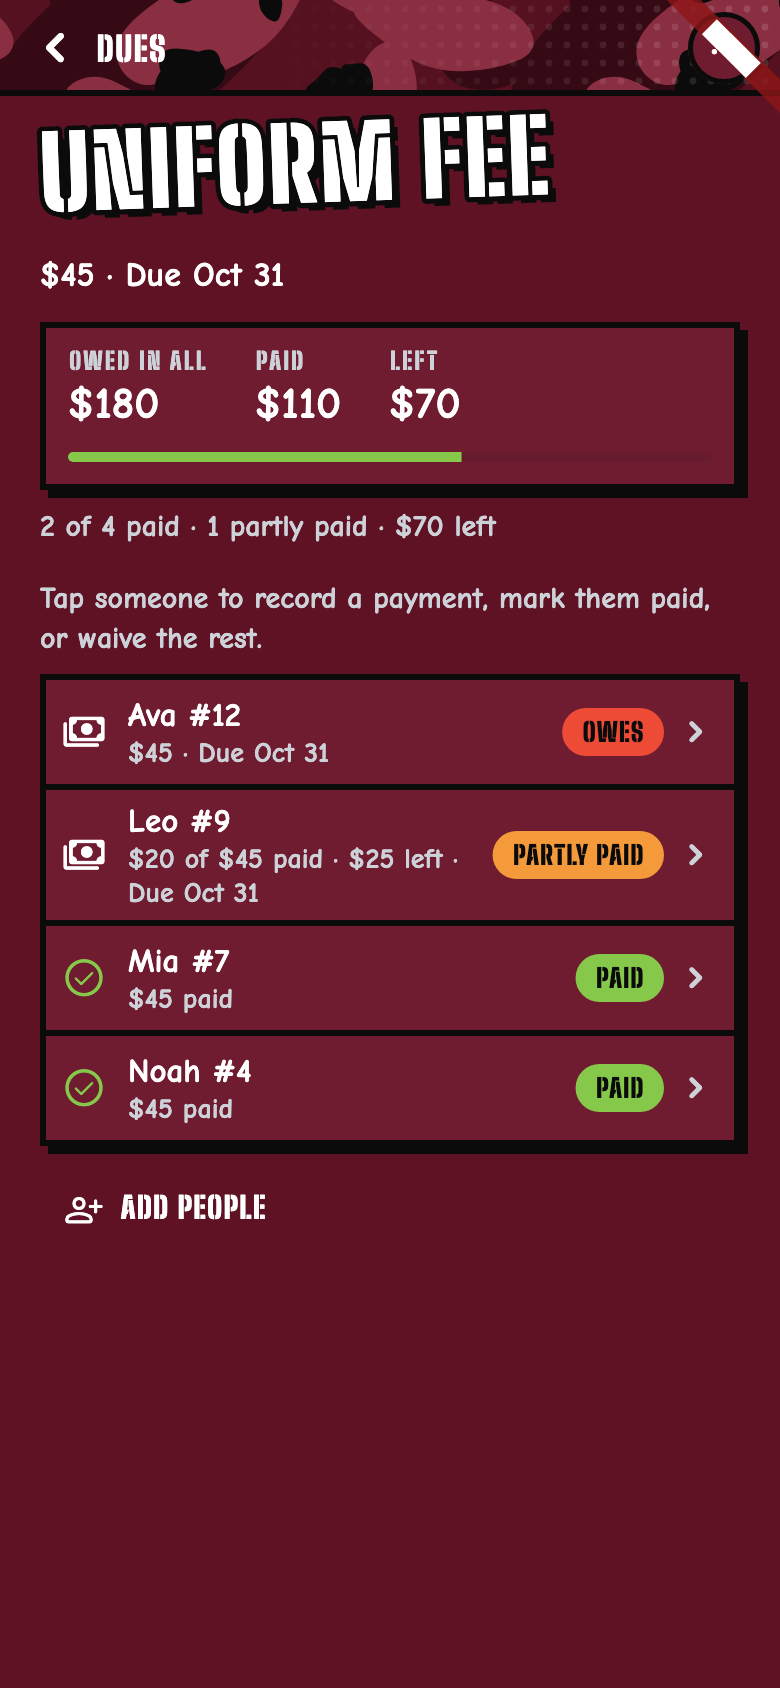 DUES
UNIFORM FEE
$45 · Due Oct 31
OWED IN ALL PAID LEFT
$180 $110 $70
2 of 4 paid · 1 partly paid · $70 left
Tap someone to record a payment, mark them paid,
or waive the rest.
Ava #12
$45 · Due Oct 31
OWES
Leo #9
$20 of $45 paid · $25 left ·
Due Oct 31
PARTLY PAID
Mia #7
$45 paid
PAID
Noah #4
$45 paid
PAID
ADD PEOPLE